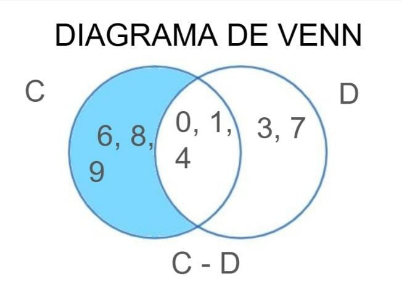 DIAGRAMA DE VENN
C
D
6, 8,
9
0, 1,
4
3, 7
C - D